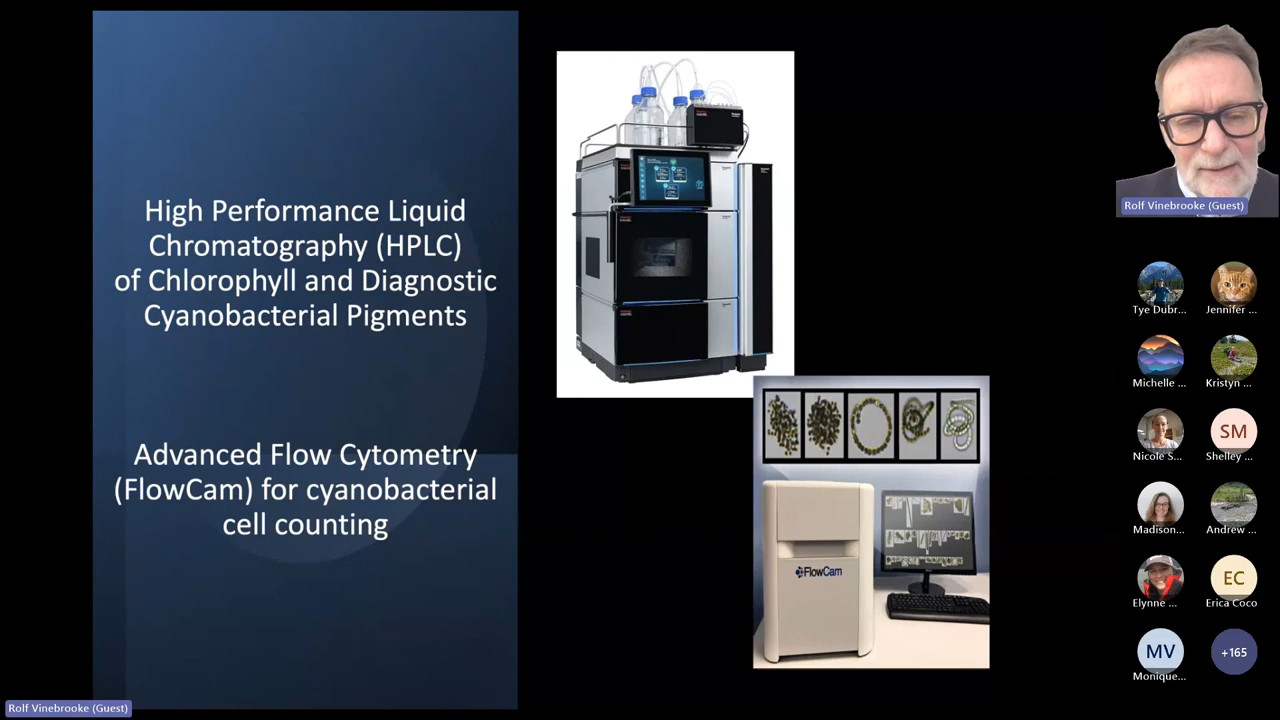 High Performance Liquid
Chromatography (HPLC)
of Chlorophyll and Diagnostic
Cyanobacterial Pigments
Advanced Flow Cytometry
(FlowCam) for cyanobacterial
cell counting
FlowCam
Rolf Vinebrooke (Guest)
Tye Dubr...
Jennifer ...
Michelle ...
Kristyn ...
Nicole S...
SM
Shelley ...
Madison...
Andrew ...
Elynne ...
EC
Erica Coco
MV
Monique...
+165
Rolf Vinebrooke (Guest)